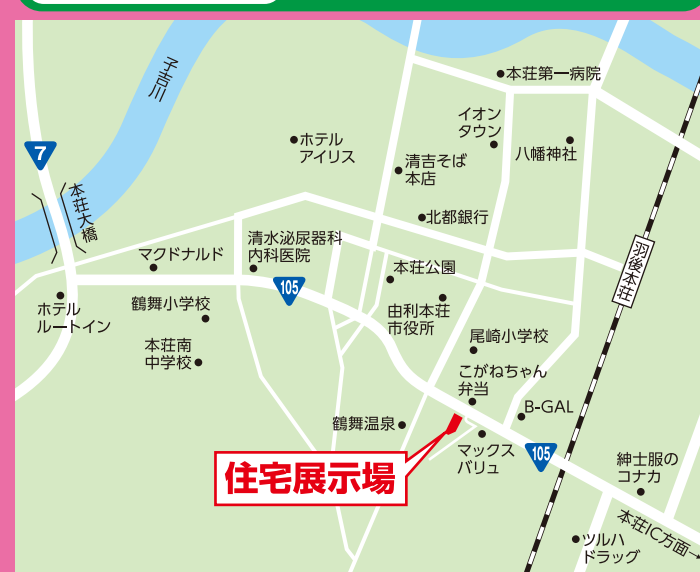 子吉川
本荘第一病院
イオン
タウン
ホテル
アイリス
八幡神社
7
清吉そば
本店
本荘大橋
北都銀行
清水泌尿器科
内科医院
マクドナルド
羽後本荘
本荘公園
105
ホテル
ルートイン
鶴舞小学校
由利本荘
市役所
本荘南
中学校
尾崎小学校
こがねちゃん
弁当
B-GAL
鶴舞温泉
マックス
バリュ
105
住宅展示場
紳士服の
コナカ
本荘IC方面→
ツルハ
ドラッグ